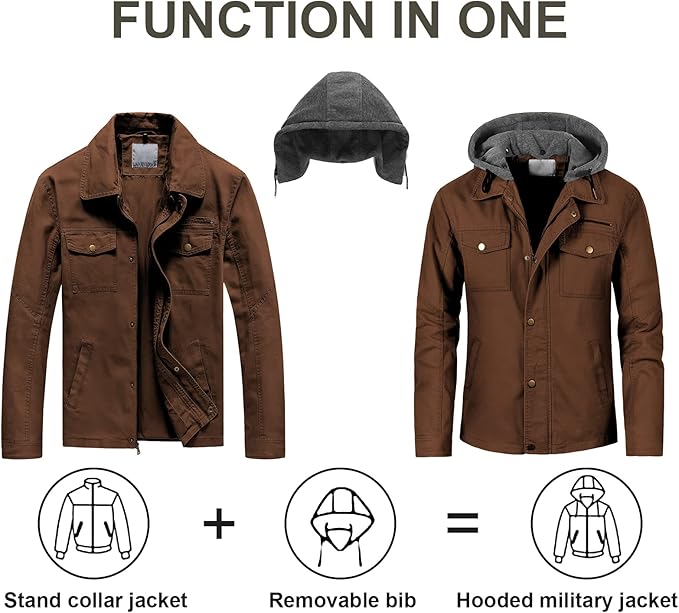 FUNCTION IN ONE
Stand collar jacket
+
Removable bib
=
Hooded military jacket